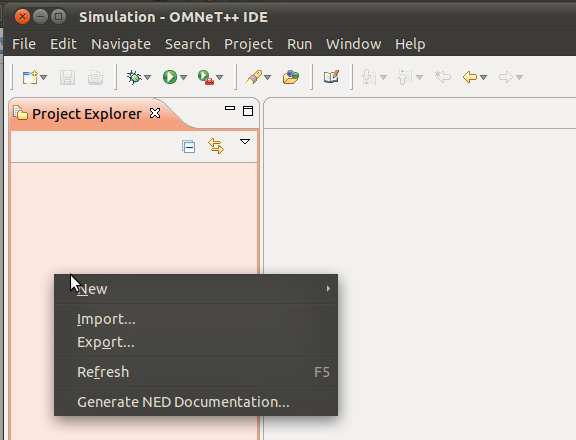 Simulation - OMNeT++ IDE
File Edit Navigate Search Project Run Window Help
Project Explorer
New
Import...
Export...
Refresh F5
Generate NED Documentation...